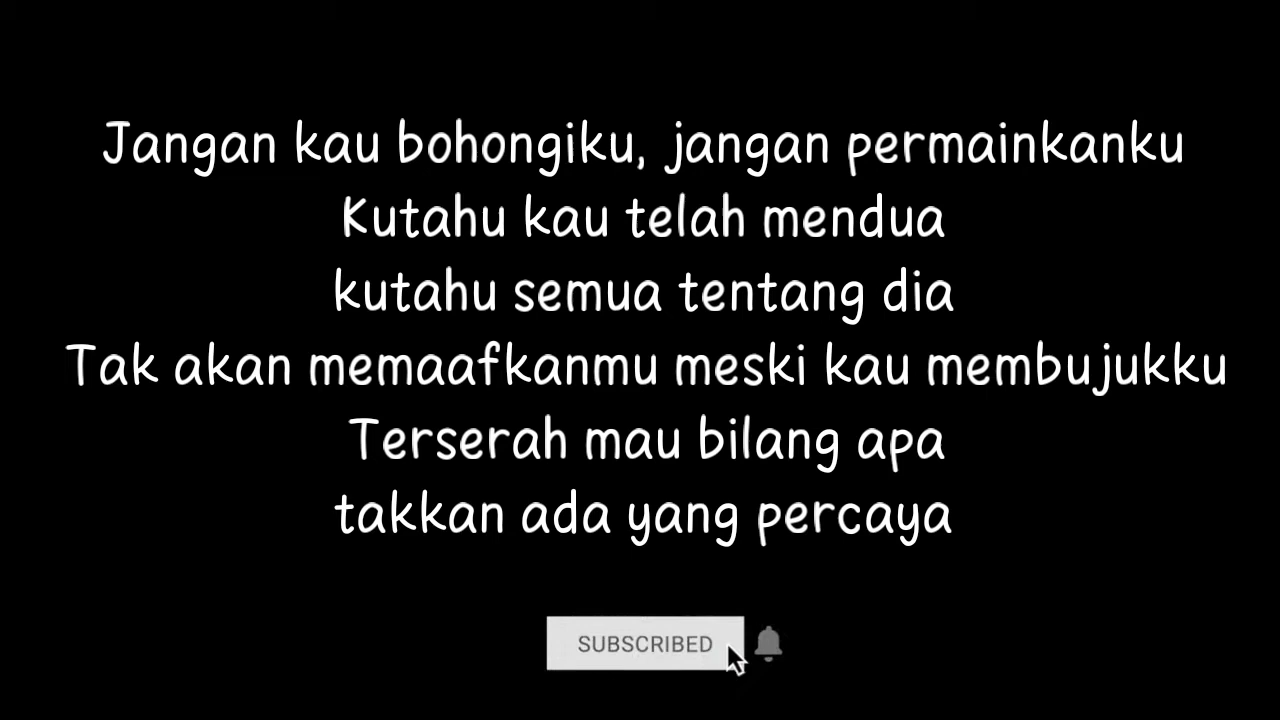 Jangan kau bohongiku, jangan permainkanku
Kutahu kau telah mendua
kutahu semua tentang dia
Tak akan memaafkanmu meski kau membujukku
Terserah mau bilang apa
takkan ada yang percaya
SUBSCRIBED